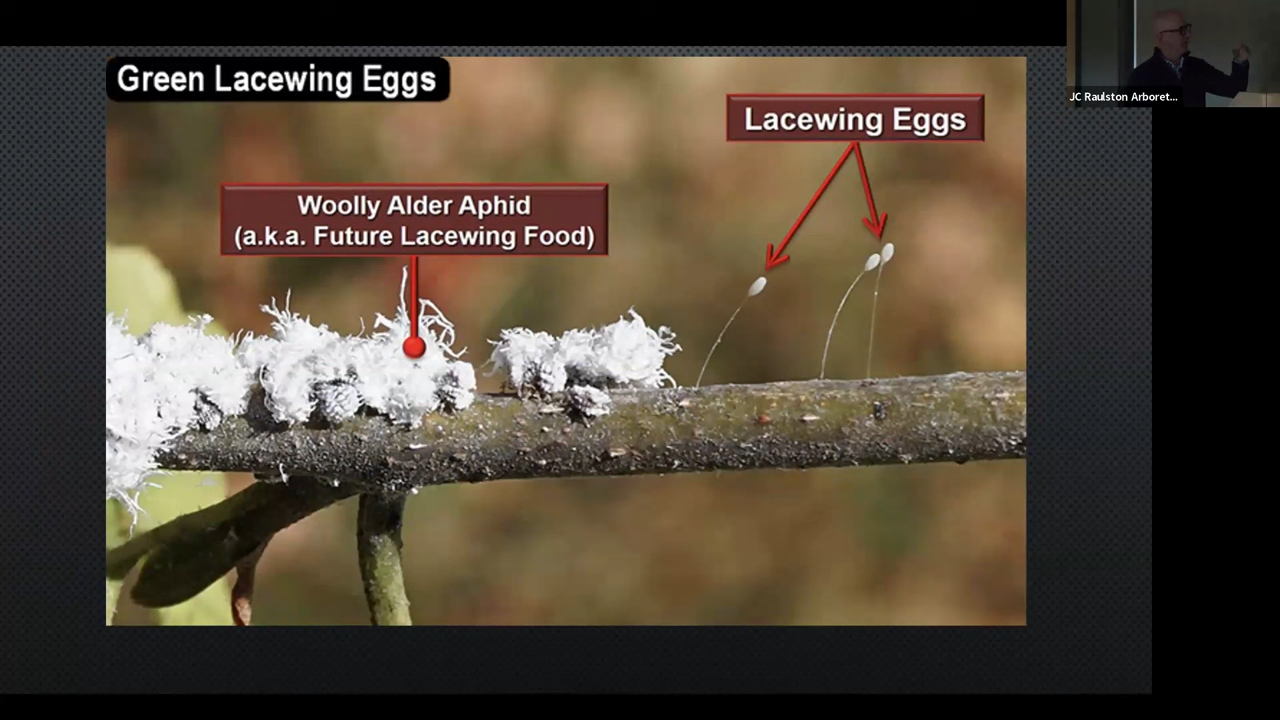 Green Lacewing Eggs
Lacewing Eggs
Woolly Alder Aphid
(a.k.a. Future Lacewing Food)
JC Raulston Arboret...